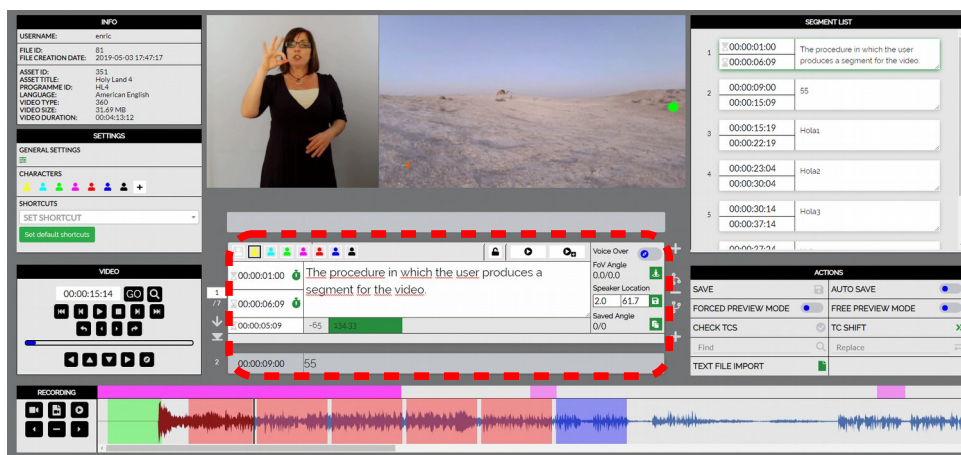 INFO
USERNAME: enric
FILE ID: 81
FILE CREATION DATE: 2019-05-03 17:47:17
ASSET ID: 351
ASSET TITLE: Holy Land 4
PROGRAMME ID: HL4
LANGUAGE: American English
VIDEO TYPE: 360
VIDEO SIZE: 31.69 MB
VIDEO DURATION: 00:04:13:12
SETTINGS
GENERAL SETTINGS
CHARACTERS
SHORTCUTS
SET SHORTCUT
Set default shortcuts
VIDEO
00:00:15:14 GO
1
/7
2
00:00:01:00
00:00:06:09
00:00:05:09
The procedure in which the user produces a
segment for the video.
-65 134:33
Voice Over
FoV Angle
0.0/0.0
Speaker Location
2.0 61.7
Saved Angle
0/0
00:00:09:00 55
SEGMENT LIST
1 00:00:01:00 The procedure in which the user
00:00:06:09 produces a segment for the video.
2 00:00:09:00 55
00:00:15:09
3 00:00:15:19 Hola1
00:00:22:19
4 00:00:23:04 Hola2
00:00:30:04
5 00:00:30:14 Hola3
00:00:37:14
00:00:37:24
ACTIONS
SAVE AUTO SAVE
FORCED PREVIEW MODE FREE PREVIEW MODE
CHECK TCS TC SHIFT
Find Replace
TEXT FILE IMPORT
RECORDING